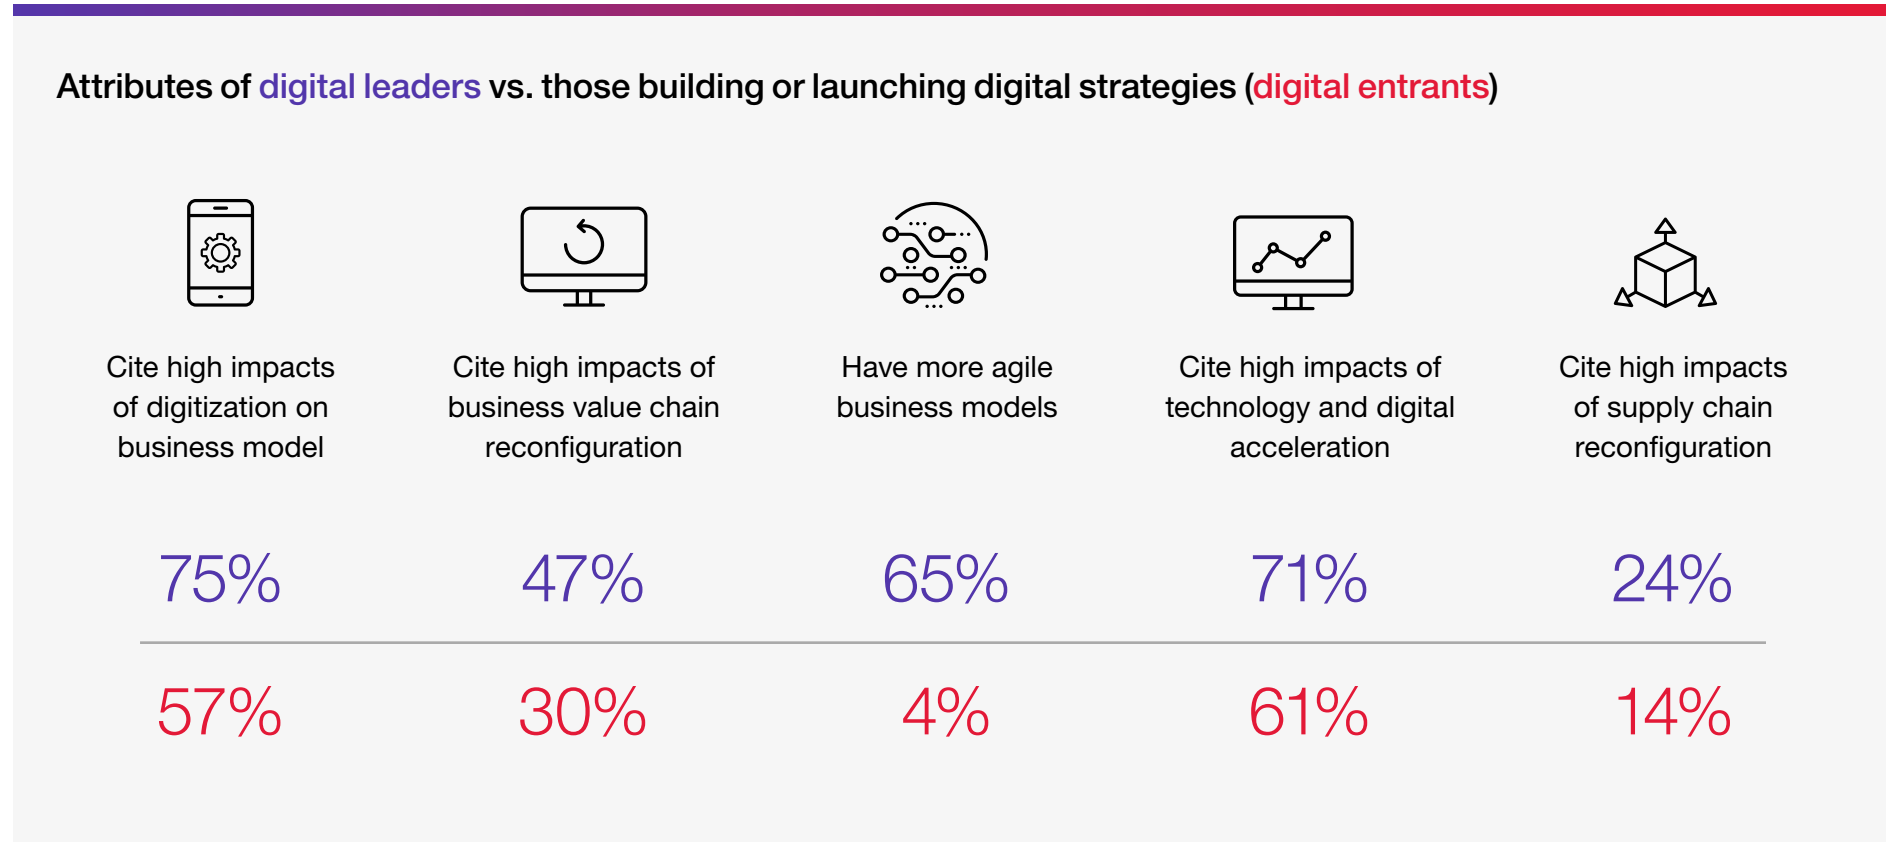 Attributes of digital leaders vs. those building or launching digital strategies (digital entrants)
Cite high impacts
of digitization on
business model
Cite high impacts of
business value chain
reconfiguration
Have more agile
business models
Cite high impacts of
technology and digital
acceleration
Cite high impacts
of supply chain
reconfiguration
75%
47%
65%
71%
24%
57%
30%
4%
61%
14%